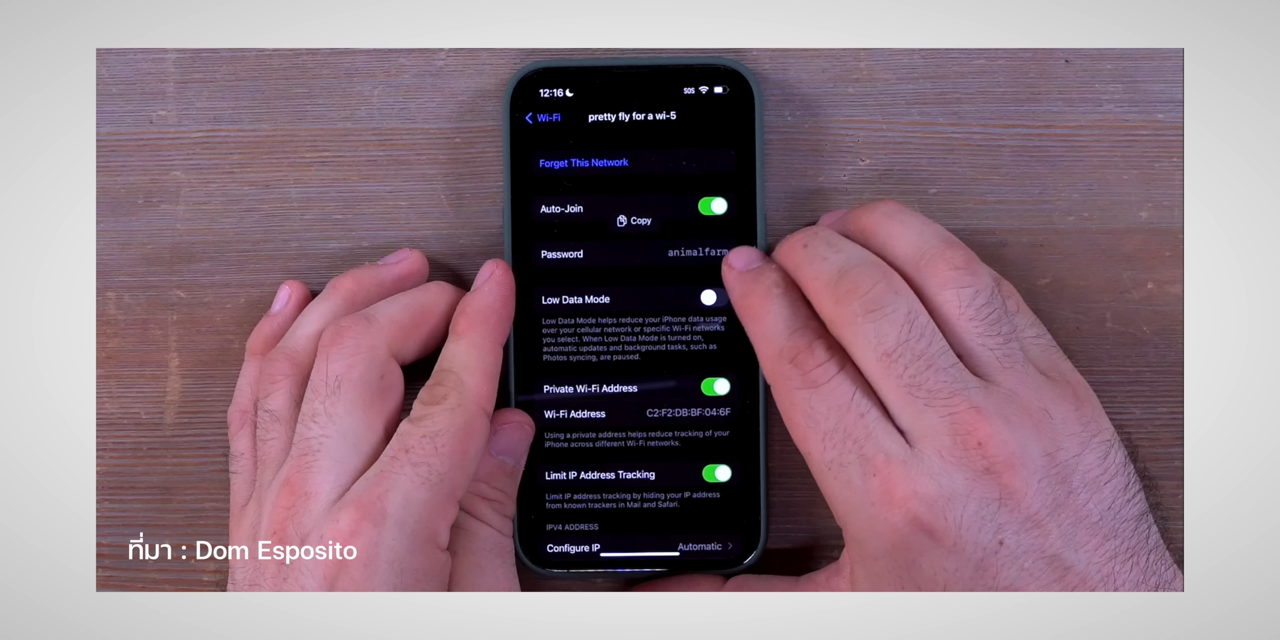 12:16
SOS
Wi-Fi
pretty fly for a wi-5
Forget This Network
Auto-Join
Copy
Password
animalfarm
Low Data Mode
Low Data Mode helps reduce your iPhone data usage
over your cellular network or specific Wi-Fi networks
you select. When Low Data Mode is turned on,
automatic updates and background tasks, such as
Photos syncing, are paused.
Private Wi-Fi Address
Wi-Fi Address
C2:F2:DB:BF:04:6F
Using a private address helps reduce tracking of your
iPhone across different Wi-Fi networks.
Limit IP Address Tracking
Limit IP address tracking by hiding your IP address
from known trackers in Mail and Safari.
IPV4 ADDRESS
Configure IP
Automatic
ที่มา : Dom Esposito